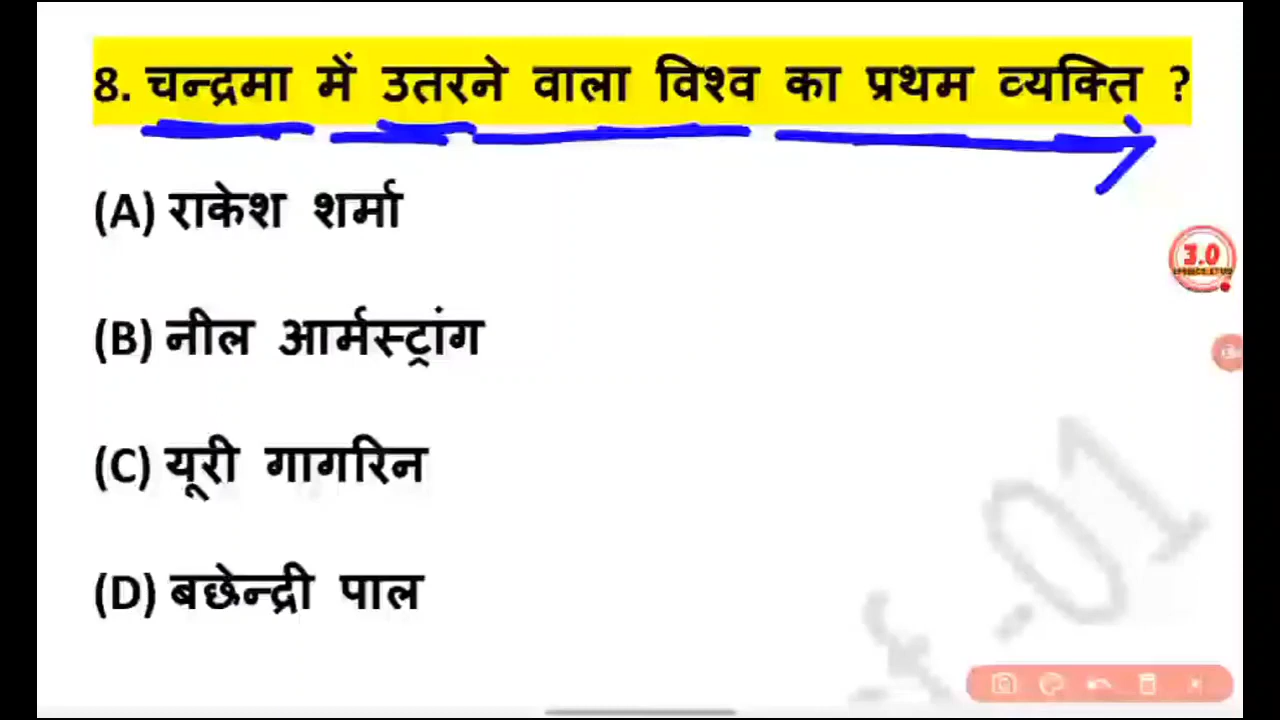 8. चन्द्रमा में उतरने वाला विश्व का प्रथम व्यक्ति ?
(A) राकेश शर्मा
3.0
(B) नील आर्मस्ट्रांग
(C) यूरी गागरिन
(D) बछेन्द्री पाल